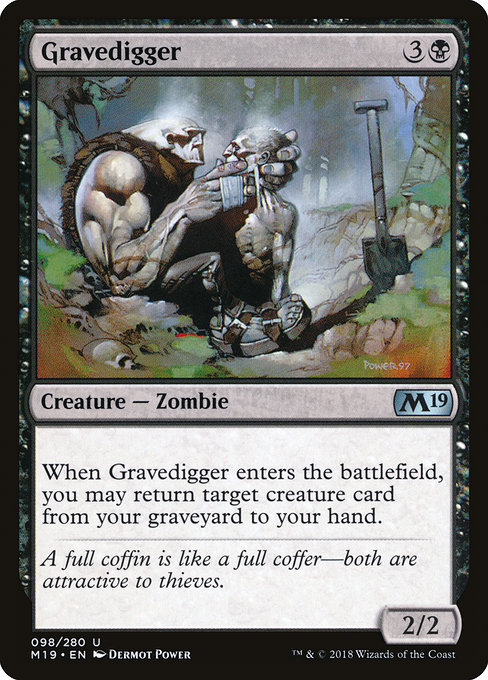 Gravedigger 3
POWER 97
Creature — Zombie M19
When Gravedigger enters the battlefield,
you may return target creature card
from your graveyard to your hand.
A full coffin is like a full coffer—both are
attractive to thieves.
2/2
098/280 U
M19 • EN Dermot Power ™ & © 2018 Wizards of the Coast